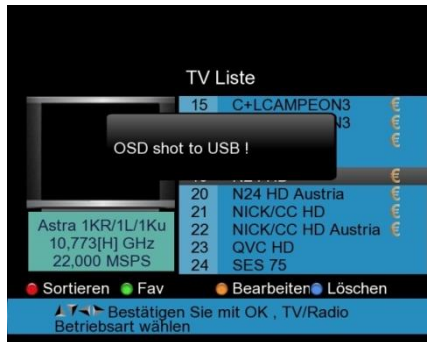 TV Liste
15 C+LCAMPEON3 €
N3 €
€
OSD shot to USB !
20 N24 HD Austria €
21 NICK/CC HD €
22 NICK/CC HD Austria €
23 QVC HD
24 SES 75
Astra 1KR/1L/1Ku
10,773[H] GHz
22,000 MSPS
Sortieren Fav Bearbeiten Löschen
Bestätigen Sie mit OK , TV/Radio
Betriebsart wählen